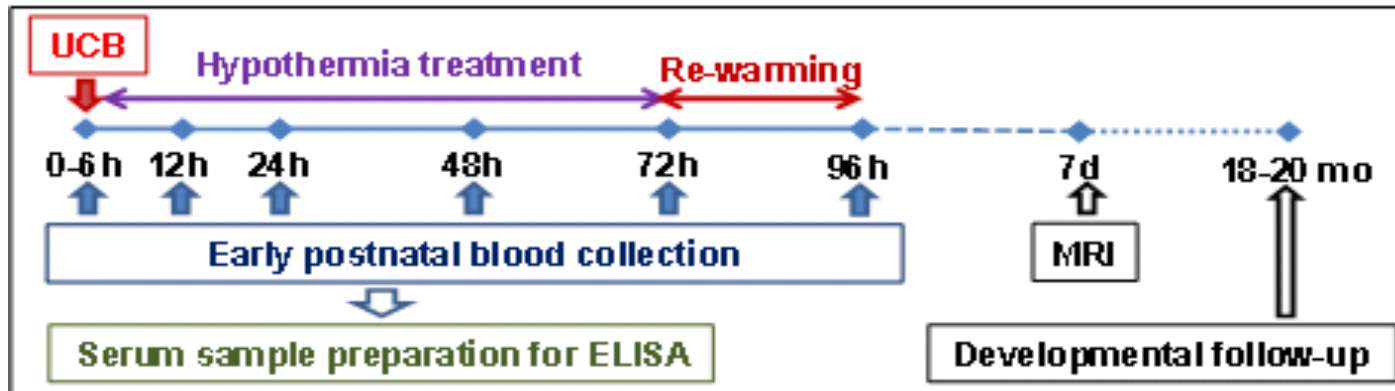 UCB
Hypothermia treatment
Re-warming
0-6 h 12h 24h 48h 72h 96 h 7d 18-20 mo
Early postnatal blood collection
MRI
Serum sample preparation for ELISA
Developmental follow-up